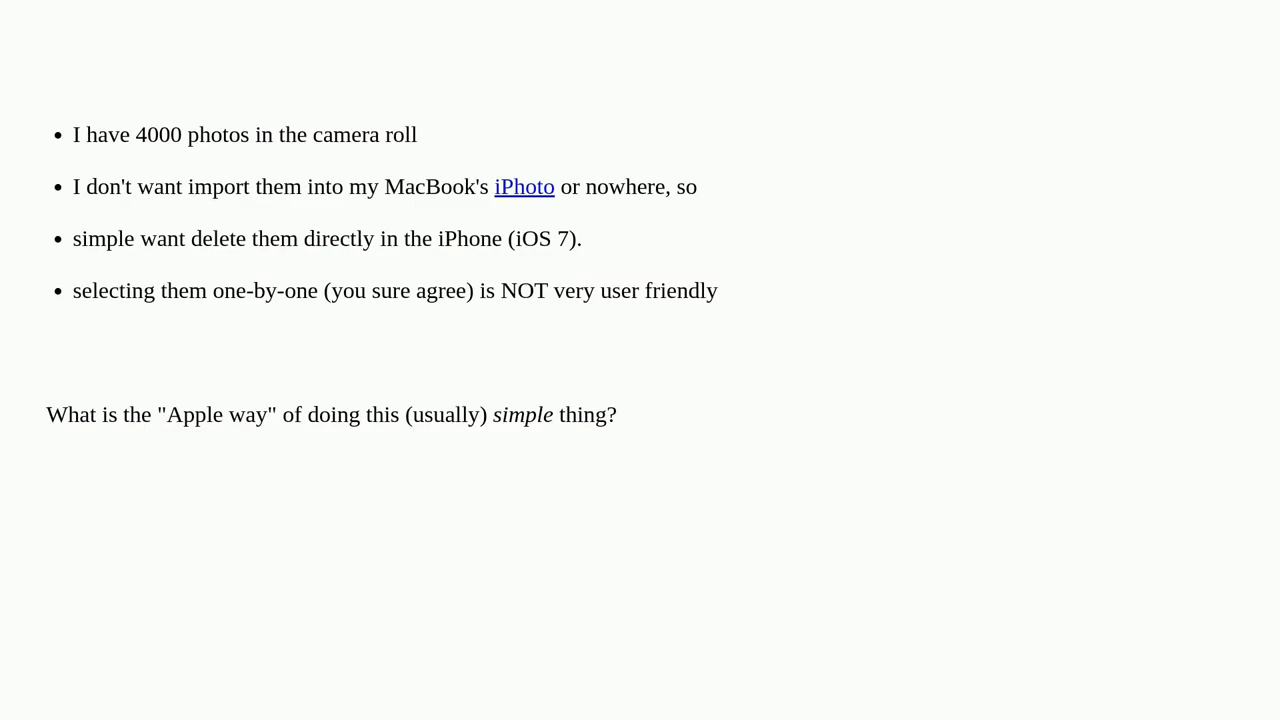 • I have 4000 photos in the camera roll
• I don't want import them into my MacBook's iPhoto or nowhere, so
• simple want delete them directly in the iPhone (iOS 7).
• selecting them one-by-one (you sure agree) is NOT very user friendly
What is the "Apple way" of doing this (usually) simple thing?